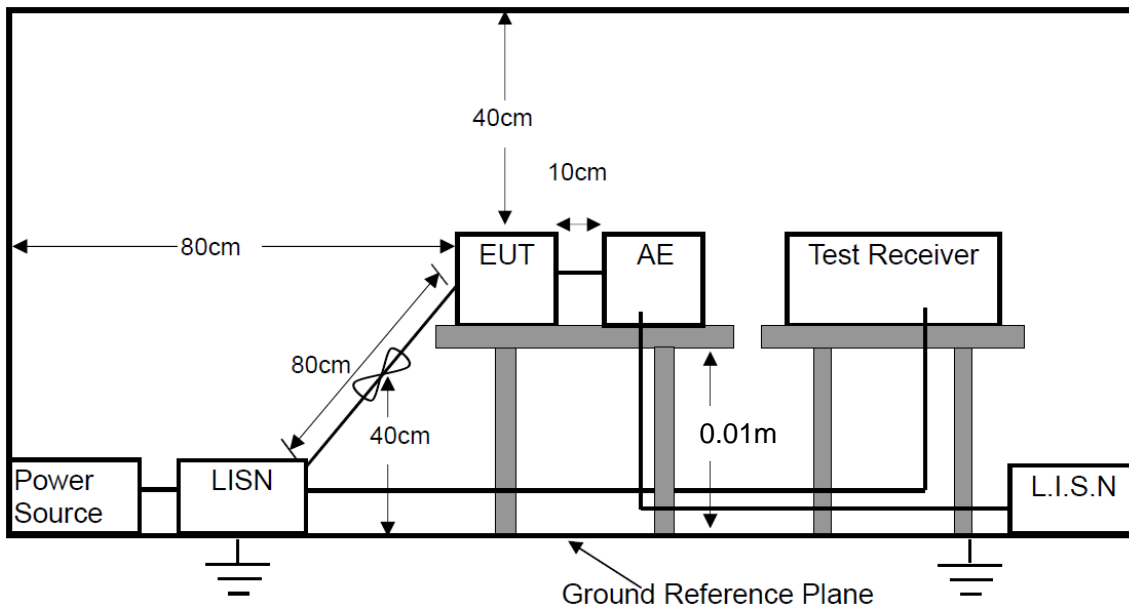 40cm
10cm
80cm
EUT
AE
Test Receiver
80cm
40cm
0.01m
Power
Source
LISN
L.I.S.N
Ground Reference Plane